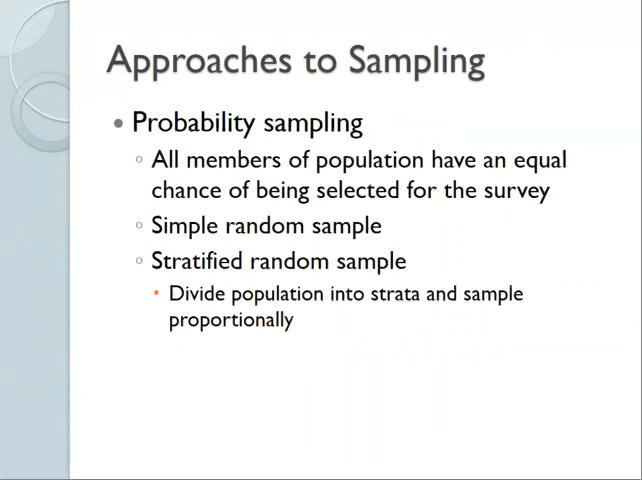 Approaches to Sampling
Probability sampling
All members of population have an equal
chance of being selected for the survey
Simple random sample
Stratified random sample
Divide population into strata and sample
proportionally